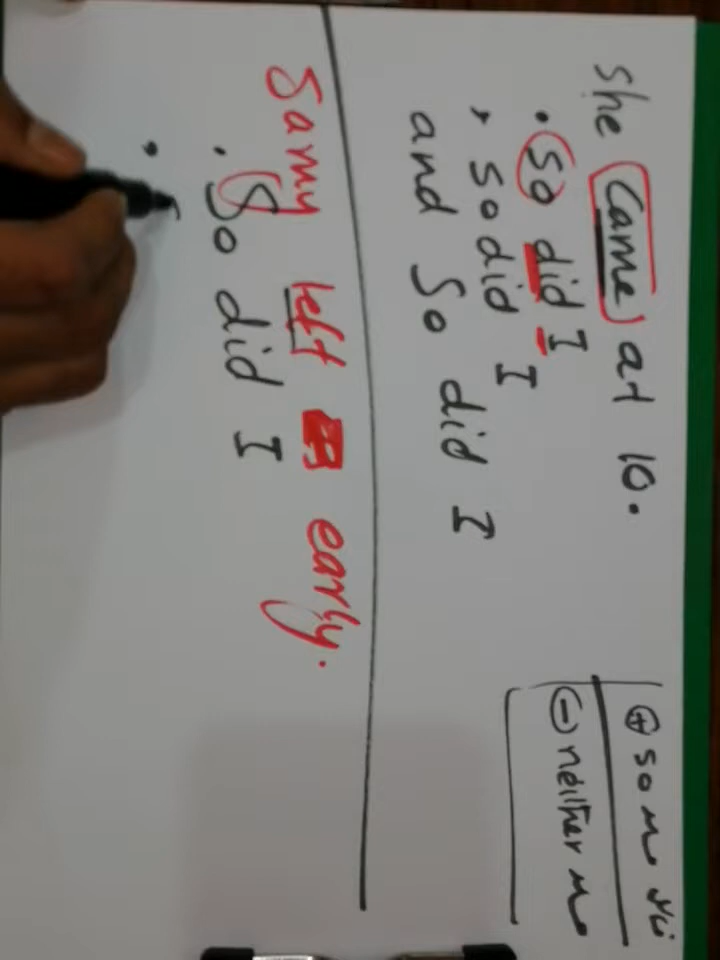 She came at 10.
• So did I
• so did I
and So did I
⊕ so
⊖ neither
Samy left early.
• So did I
•